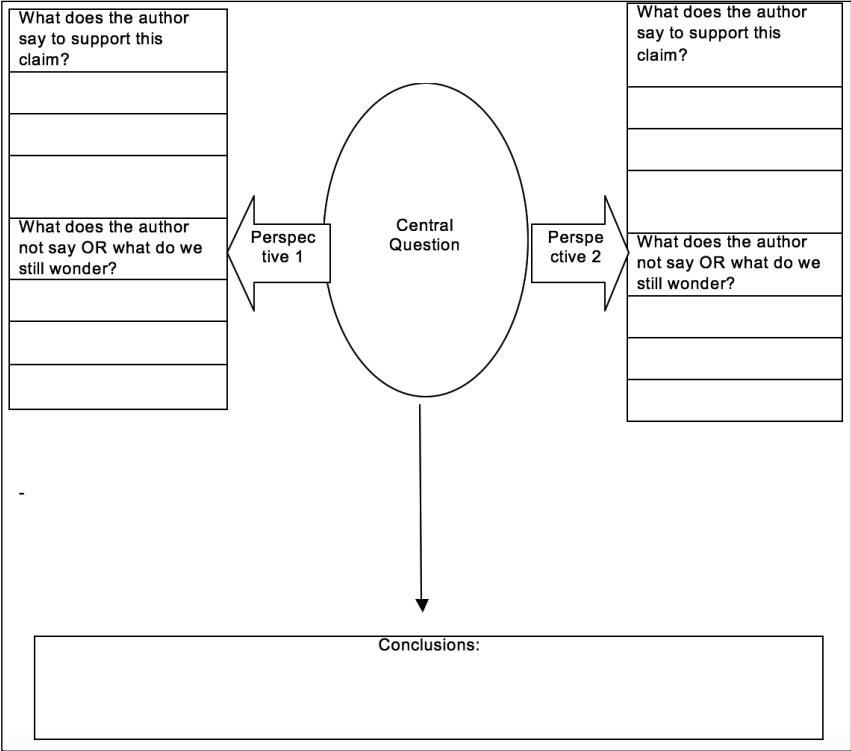 What does the author
say to support this
claim?
What does the author
not say OR what do we
still wonder?
Perspec
tive 1
Central
Question
Perspe
ctive 2
What does the author
say to support this
claim?
What does the author
not say OR what do we
still wonder?
-
Conclusions: